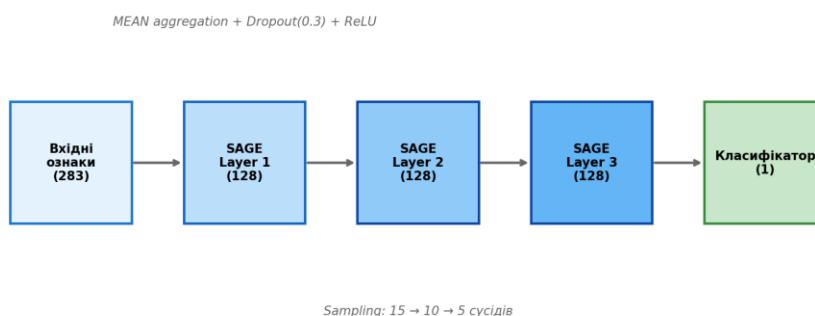 MEAN aggregation + Dropout(0.3) + ReLU
Вхідні
ознаки
(283)
SAGE
Layer 1
(128)
SAGE
Layer 2
(128)
SAGE
Layer 3
(128)
Класифікатор
(1)
Sampling: 15 → 10 → 5 сусідів